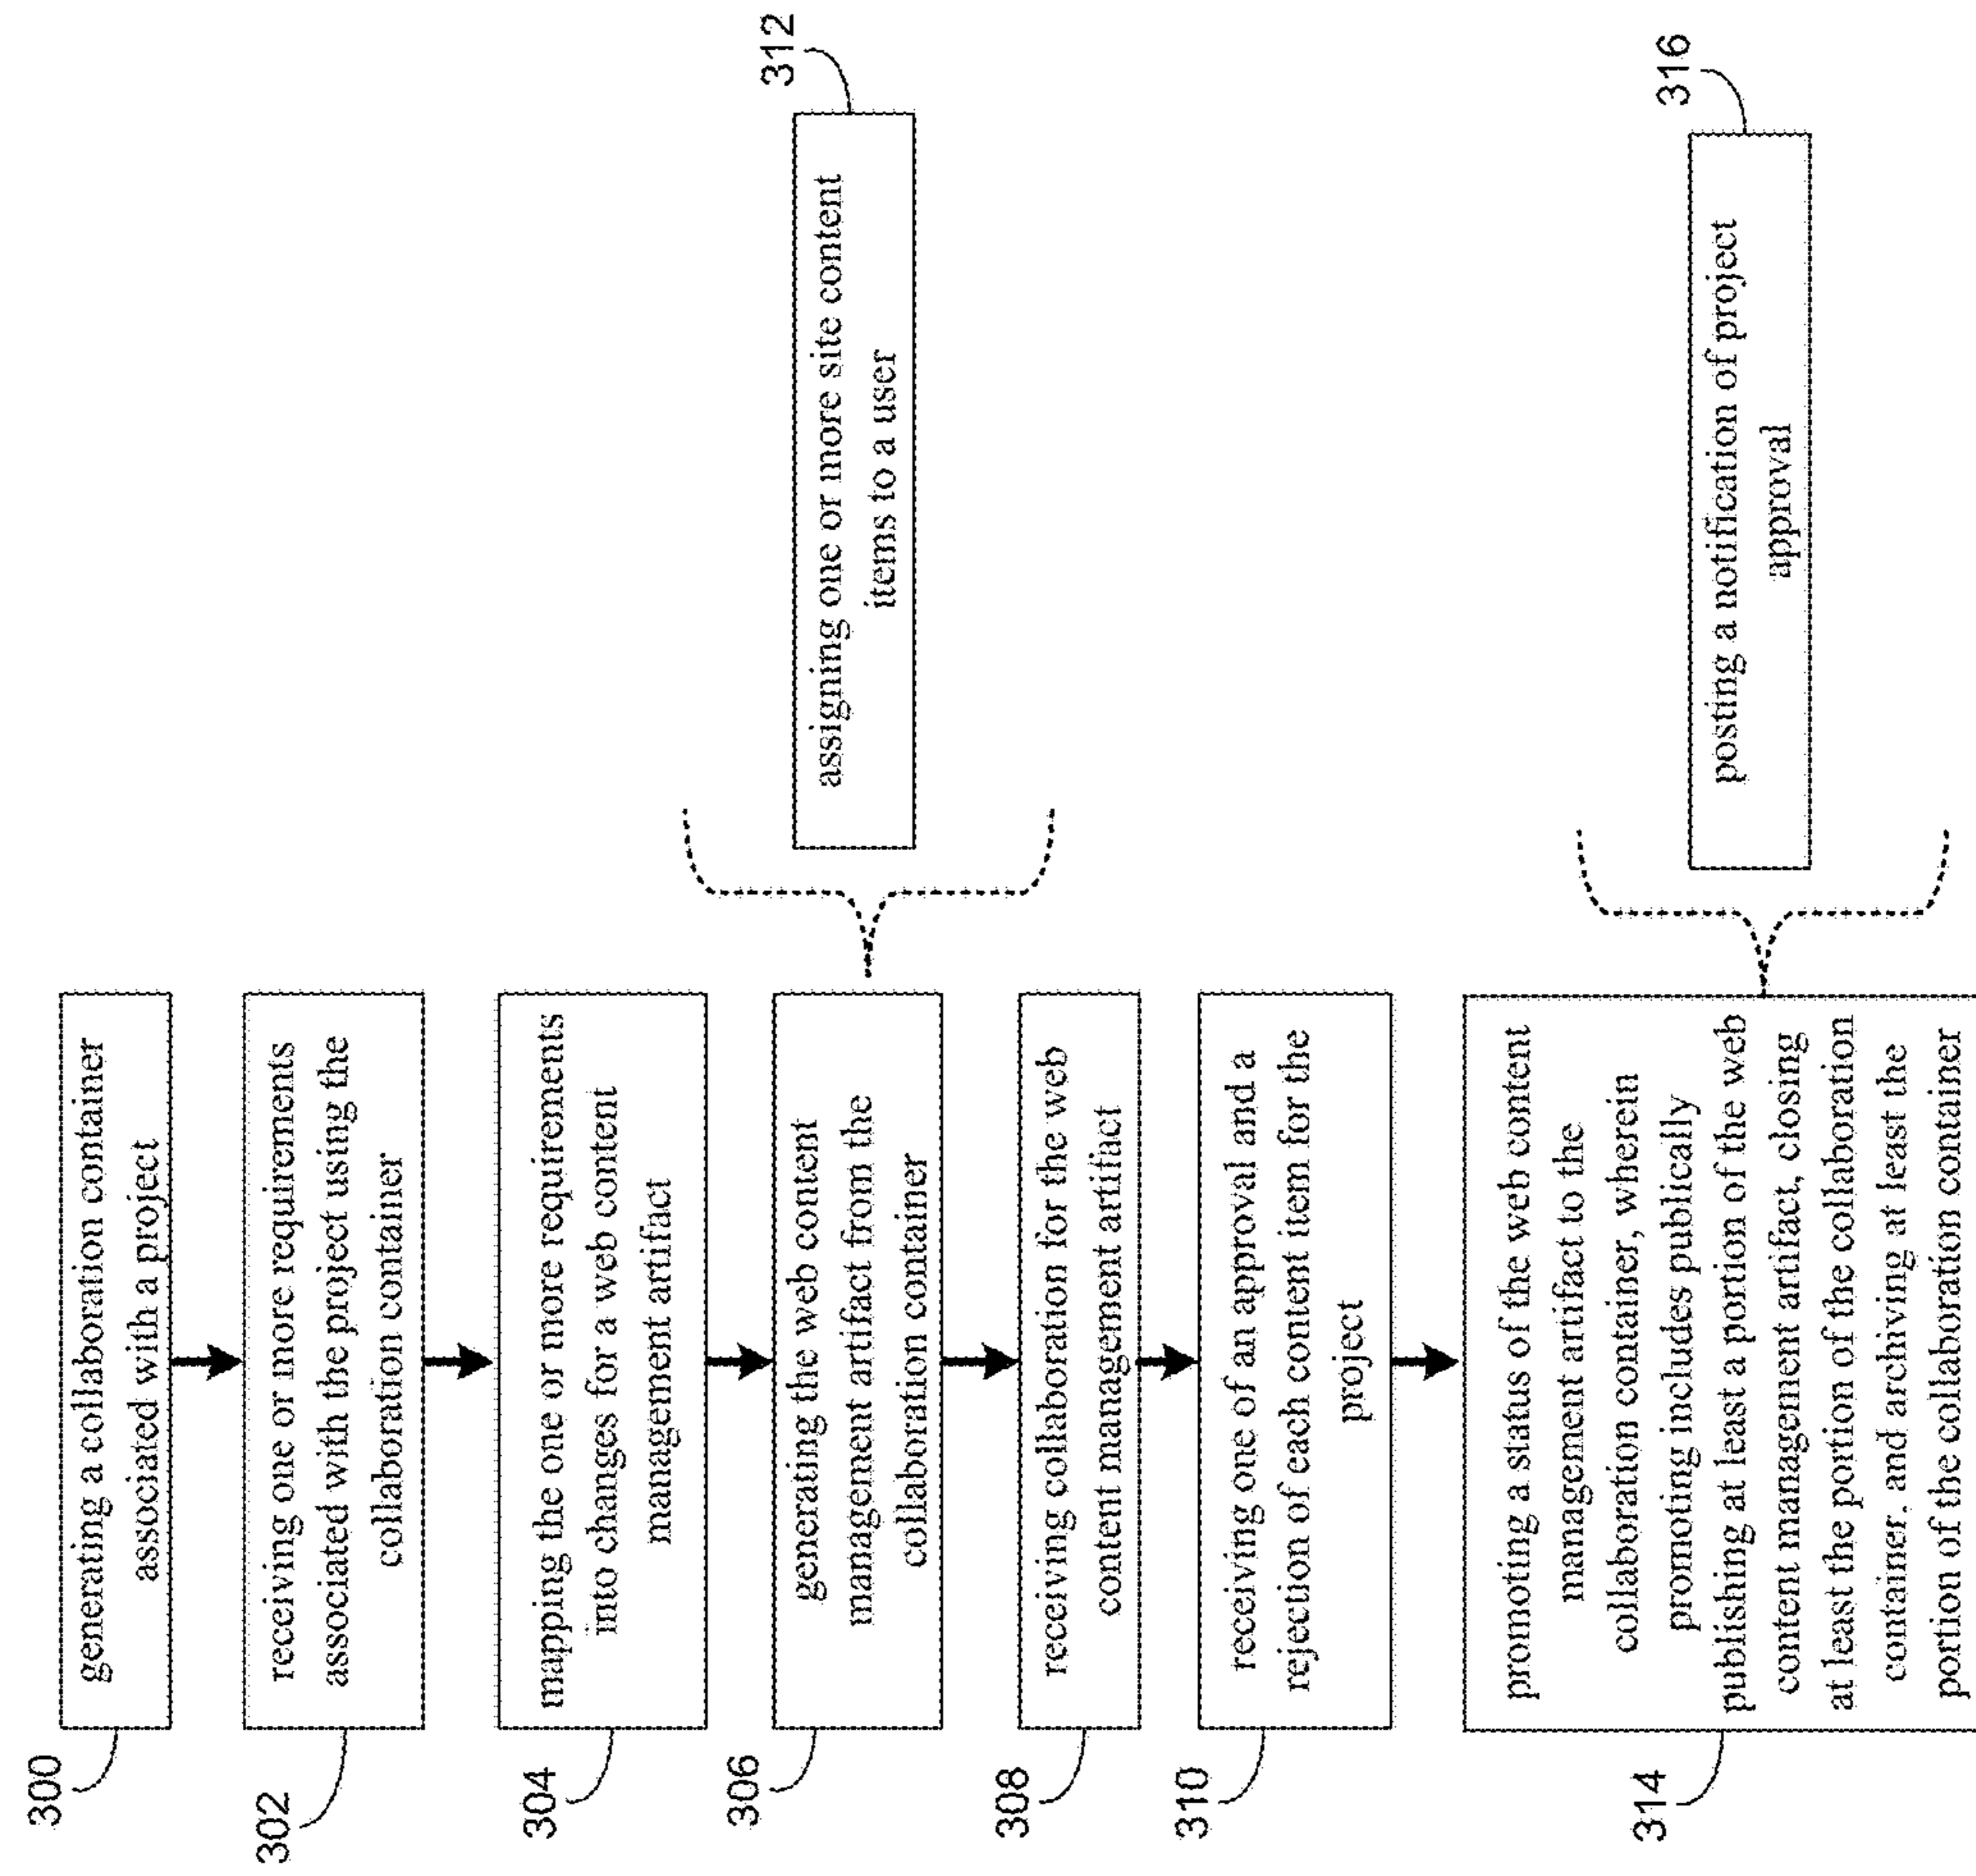 300
generating a collaboration container
associated with a project
302
receiving one or more requirements
associated with the project using the
collaboration container
304
mapping the one or more requirements
into changes for a web content
management artifact
306
generating the web content
management artifact from the
collaboration container
312
assigning one or more site content
items to a user
308
receiving collaboration for the web
content management artifact
310
receiving one of an approval and a
rejection of each content item for the
project
314
promoting a status of the web content
management artifact to the
collaboration container, wherein
promoting includes publically
publishing at least a portion of the web
content management artifact, closing
at least the portion of the collaboration
container, and archiving at least the
portion of the collaboration container
316
posting a notification of project
approval